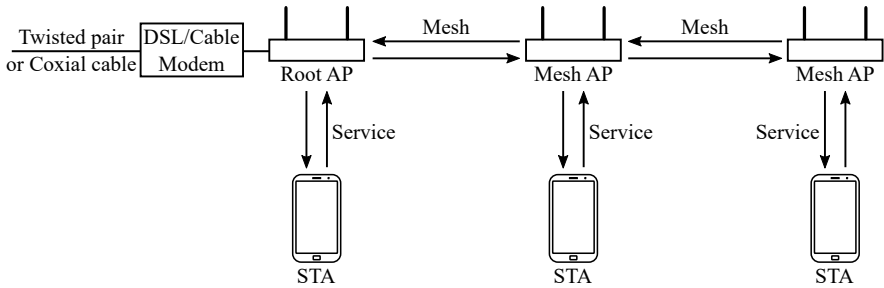 Twisted pair
or Coxial cable
DSL/Cable
Modem
Root AP
Mesh
Mesh AP
Mesh
Mesh AP
Service
Service
Service
STA
STA
STA